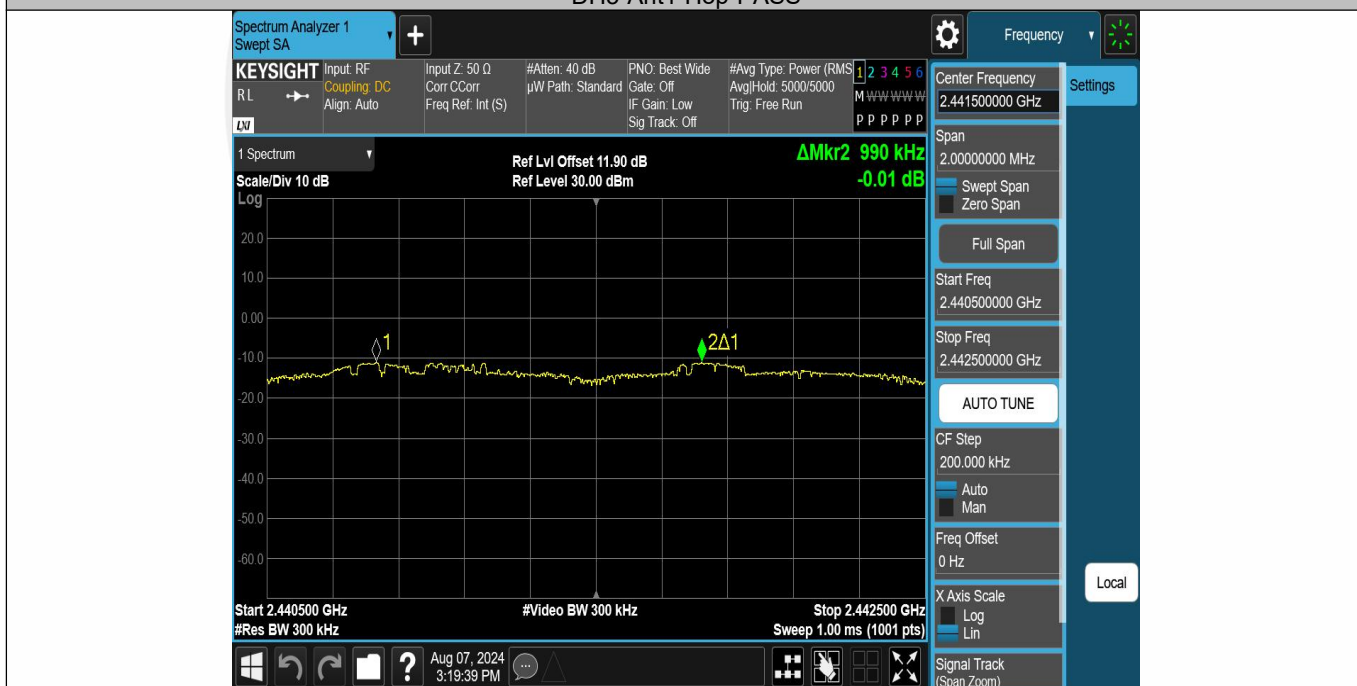 Spectrum Analyzer 1
Swept SA
+
Frequency
KEYSIGHT
RL
LXI
Input: RF
Coupling: DC
Align: Auto
Input Z: 50 Ω
Corr CCorr
Freq Ref: Int (S)
#Atten: 40 dB
µW Path: Standard
PNO: Best Wide
Gate: Off
IF Gain: Low
Sig Track: Off
#Avg Type: Power (RMS
Avg|Hold: 5000/5000
Trig: Free Run
1 2 3 4 5 6
M W W W W W
P P P P P P
1 Spectrum
Scale/Div 10 dB
Log
Ref Lvl Offset 11.90 dB
Ref Level 30.00 dBm
ΔMkr2 990 kHz
-0.01 dB
20.0
10.0
0.00
-10.0
-20.0
-30.0
-40.0
-50.0
-60.0
1
2Δ1
Start 2.440500 GHz
#Video BW 300 kHz
Stop 2.442500 GHz
#Res BW 300 kHz
Sweep 1.00 ms (1001 pts)
?
Aug 07, 2024
3:19:39 PM
Center Frequency
2.441500000 GHz
Settings
Span
2.00000000 MHz
Swept Span
Zero Span
Full Span
Start Freq
2.440500000 GHz
Stop Freq
2.442500000 GHz
AUTO TUNE
CF Step
200.000 kHz
Auto
Man
Freq Offset
0 Hz
X Axis Scale
Log
Lin
Local
Signal Track
(Span Zoom)